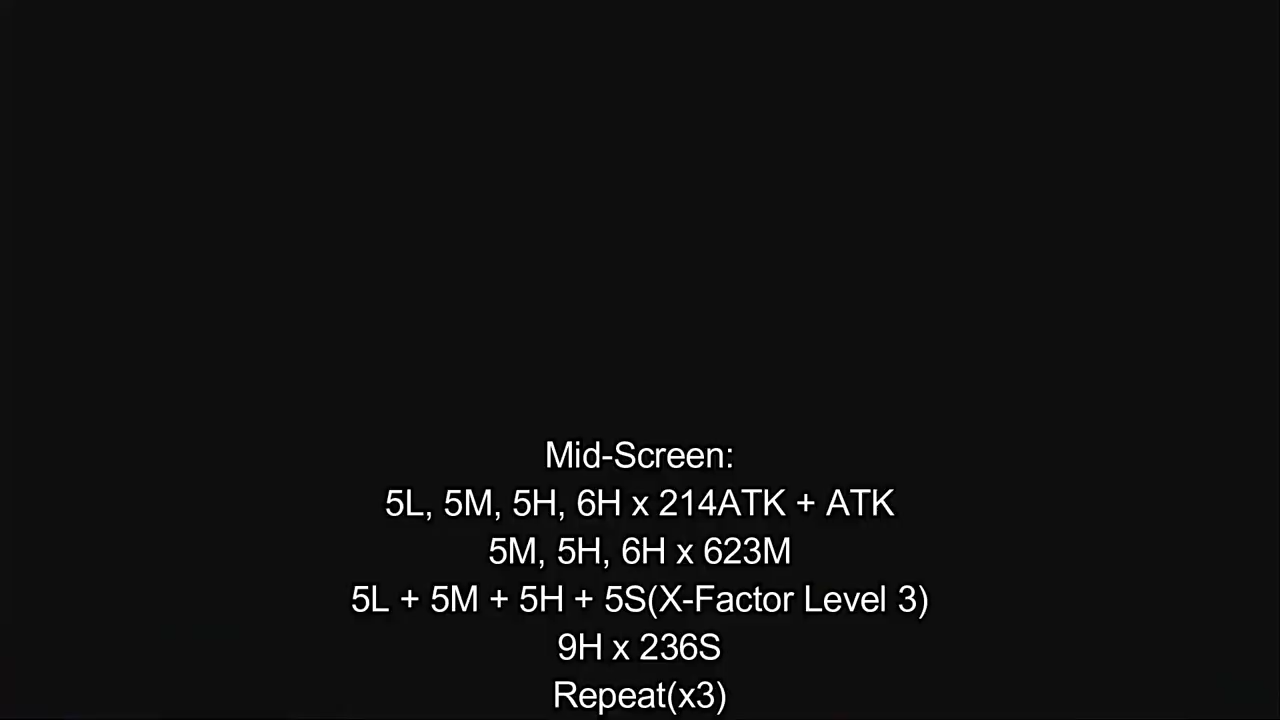 Mid-Screen:
5L, 5M, 5H, 6H x 214ATK + ATK
5M, 5H, 6H x 623M
5L + 5M + 5H + 5S(X-Factor Level 3)
9H x 236S
Repeat(x3)